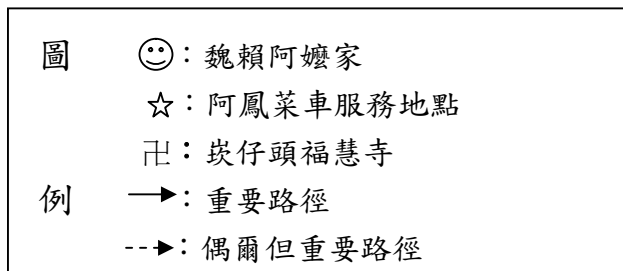 圖 ☺：魏賴阿嬤家
☆：阿鳳菜車服務地點
卍：崁仔頭福慧寺
例 →：重要路徑
-->：偶爾但重要路徑